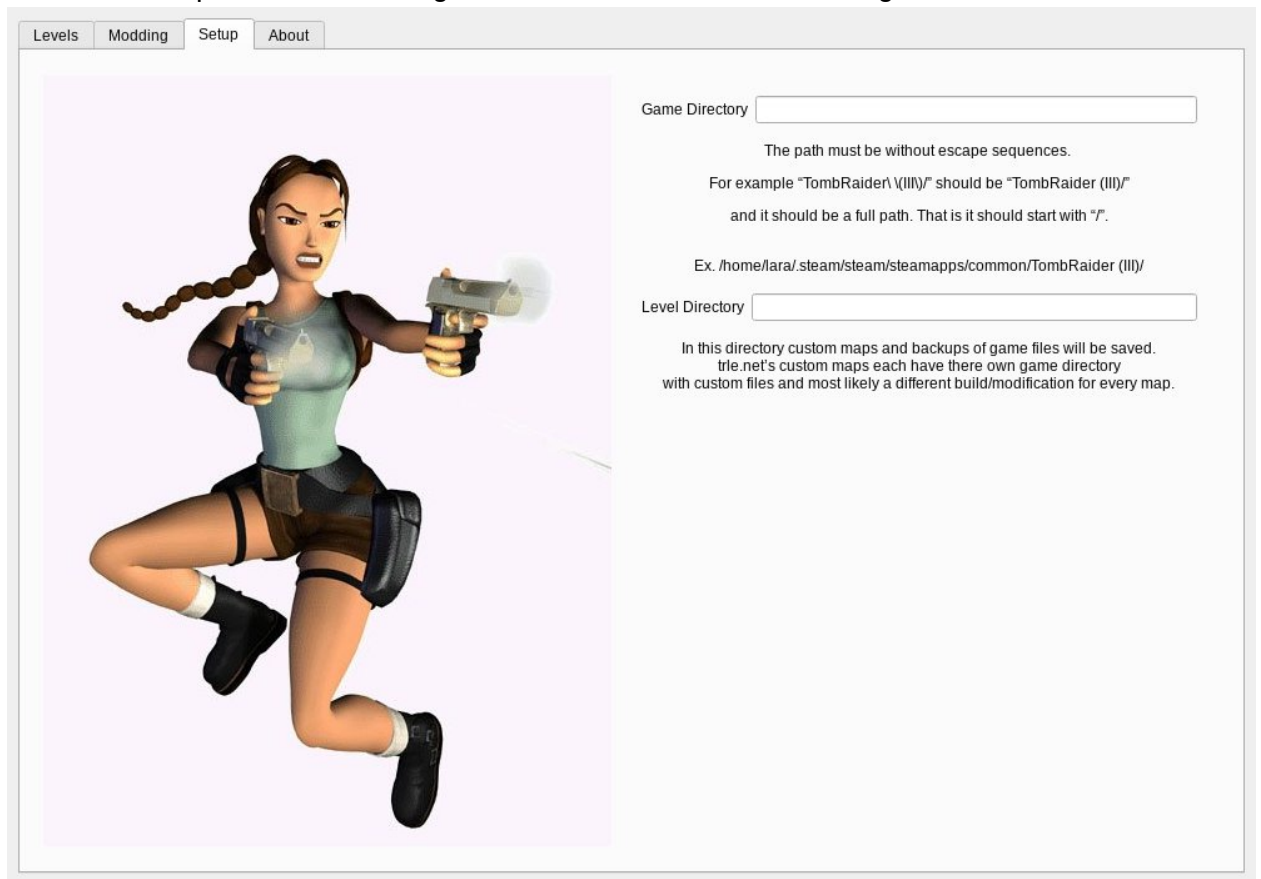 Levels Modding Setup About
Game Directory
The path must be without escape sequences.
For example “TombRaider\ \(III\)/” should be “TombRaider (III)/”
and it should be a full path. That is it should start with “/”.
Ex. /home/lara/.steam/steam/steamapps/common/TombRaider (III)/
Level Directory
In this directory custom maps and backups of game files will be saved.
trle.net’s custom maps each have there own game directory
with custom files and most likely a different build/modification for every map.